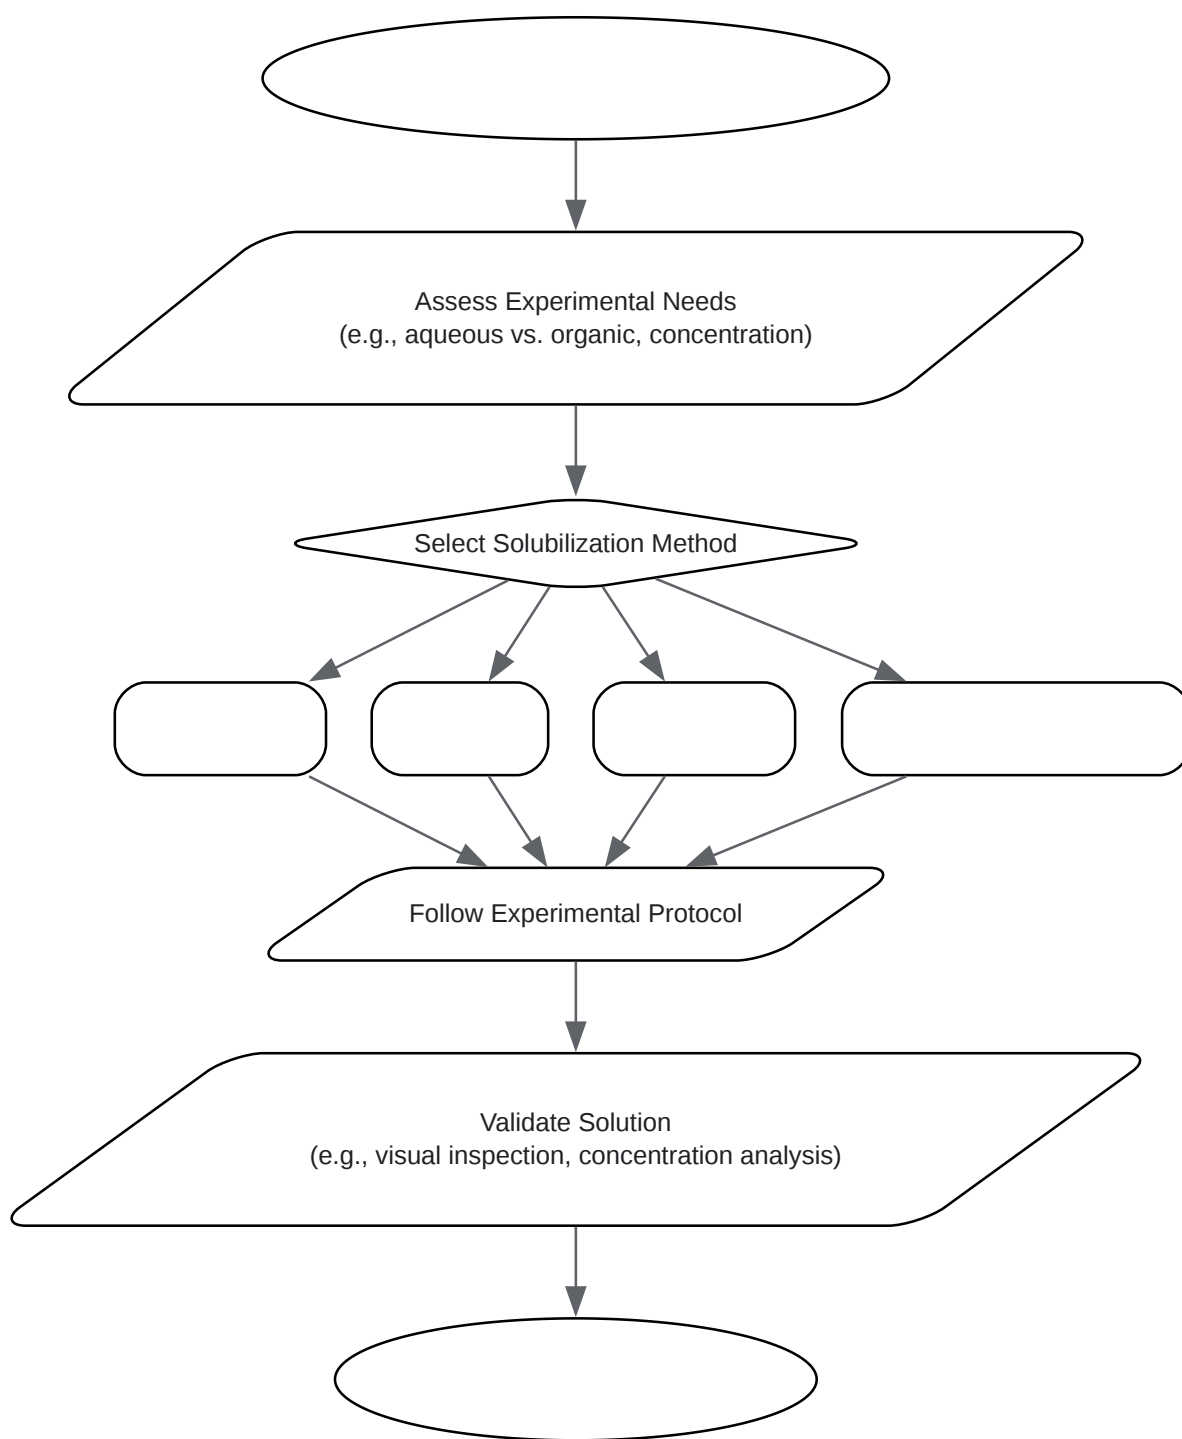 Assess Experimental Needs
(e.g., aqueous vs. organic, concentration)
Select Solubilization Method
Follow Experimental Protocol
Validate Solution
(e.g., visual inspection, concentration analysis)